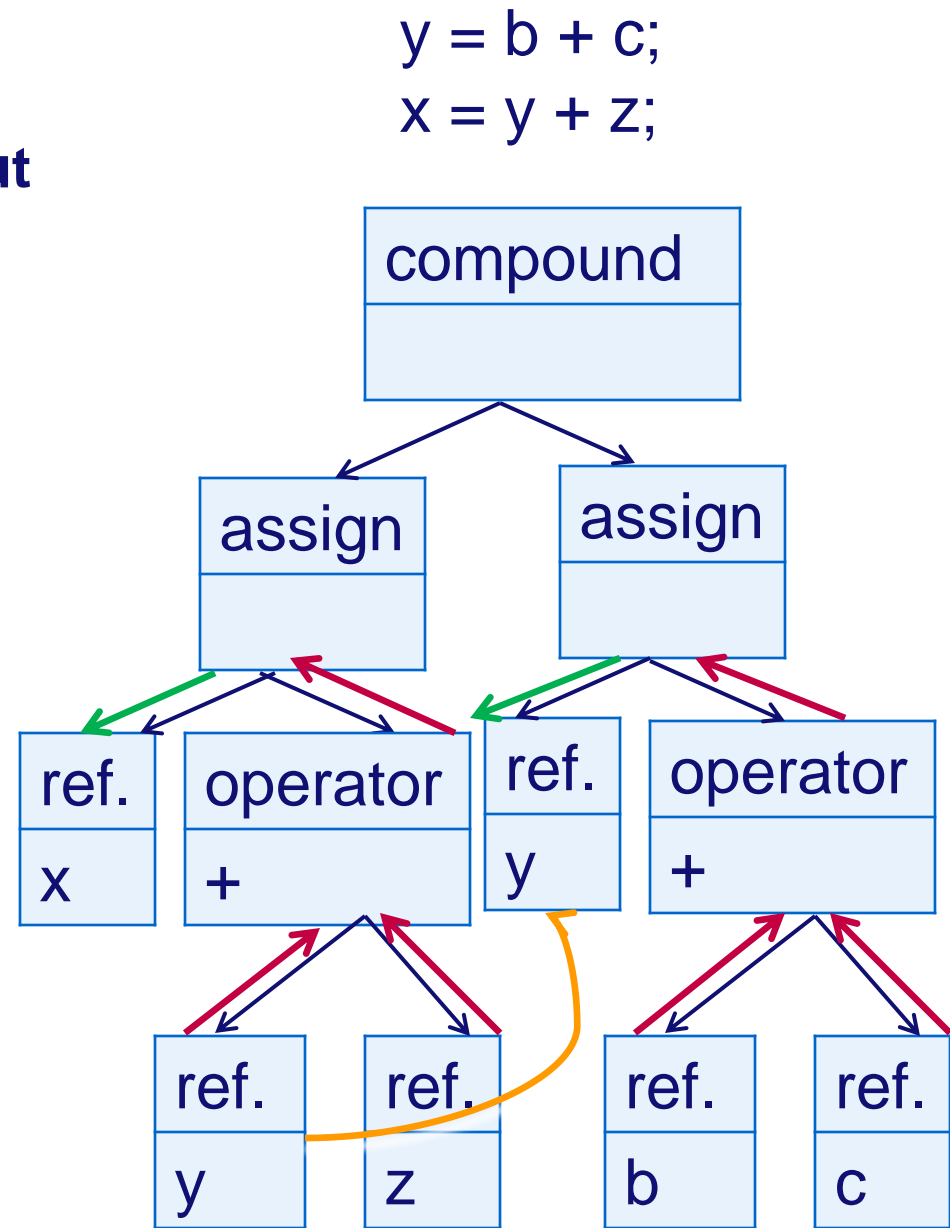 y = b + c;
x = y + z;
ut
compound
assign
assign
ref.
x
operator
+
ref.
y
operator
+
ref.
y
ref.
z
ref.
b
ref.
c